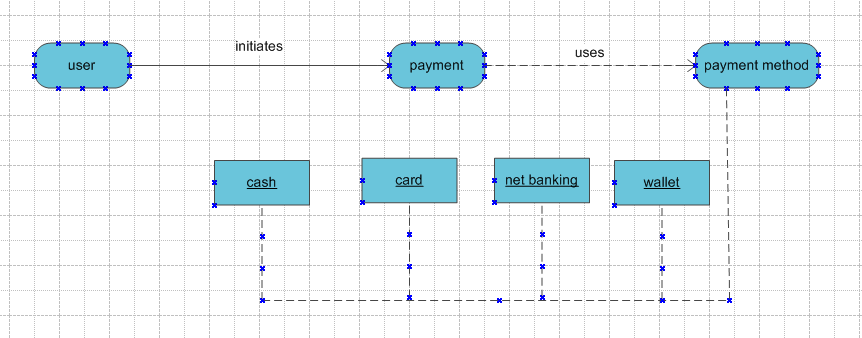 initiates
uses
user
payment
payment method
cash
card
net banking
wallet